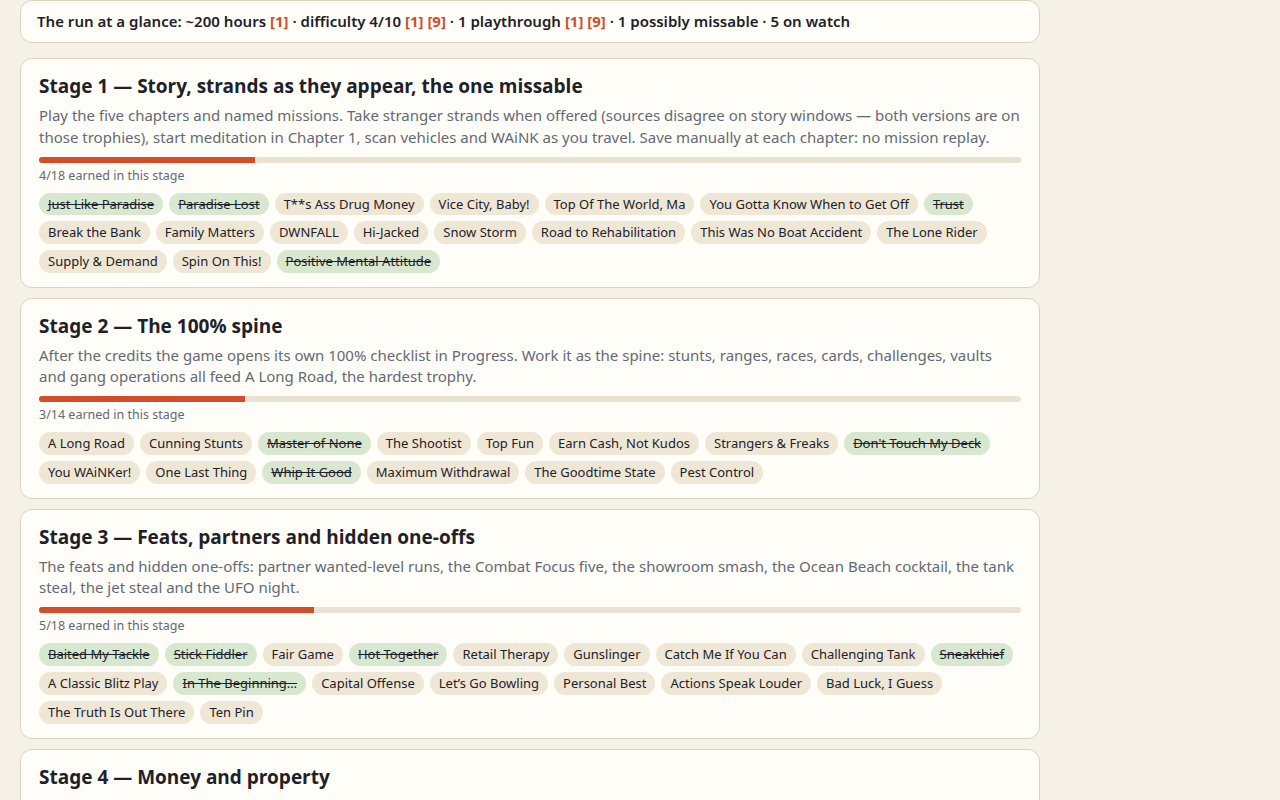 The run at a glance: ~200 hours [1] · difficulty 4/10 [1] [9] · 1 playthrough [1] [9] · 1 possibly missable · 5 on watch
Stage 1 — Story, strands as they appear, the one missable
Play the five chapters and named missions. Take stranger strands when offered (sources disagree on story windows — both versions are on
those trophies), start meditation in Chapter 1, scan vehicles and WAiNK as you travel. Save manually at each chapter: no mission replay.
4/18 earned in this stage
Just Like Paradise Paradise Lost T**s Ass Drug Money Vice City, Baby! Top Of The World, Ma You Gotta Know When to Get Off Trust
Break the Bank Family Matters DWNFALL Hi-Jacked Snow Storm Road to Rehabilitation This Was No Boat Accident The Lone Rider
Supply & Demand Spin On This! Positive Mental Attitude
Stage 2 — The 100% spine
After the credits the game opens its own 100% checklist in Progress. Work it as the spine: stunts, ranges, races, cards, challenges, vaults
and gang operations all feed A Long Road, the hardest trophy.
3/14 earned in this stage
A Long Road Cunning Stunts Master of None The Shootist Top Fun Earn Cash, Not Kudos Strangers & Freaks Don't Touch My Deck
You WAiNKer! One Last Thing Whip It Good Maximum Withdrawal The Goodtime State Pest Control
Stage 3 — Feats, partners and hidden one-offs
The feats and hidden one-offs: partner wanted-level runs, the Combat Focus five, the showroom smash, the Ocean Beach cocktail, the tank
steal, the jet steal and the UFO night.
5/18 earned in this stage
Baited My Tackle Stick Fiddler Fair Game Hot Together Retail Therapy Gunslinger Catch Me If You Can Challenging Tank Sneakthief
A Classic Blitz Play In The Beginning... Capital Offense Let’s Go Bowling Personal Best Actions Speak Louder Bad Luck, I Guess
The Truth Is Out There Ten Pin
Stage 4 — Money and property